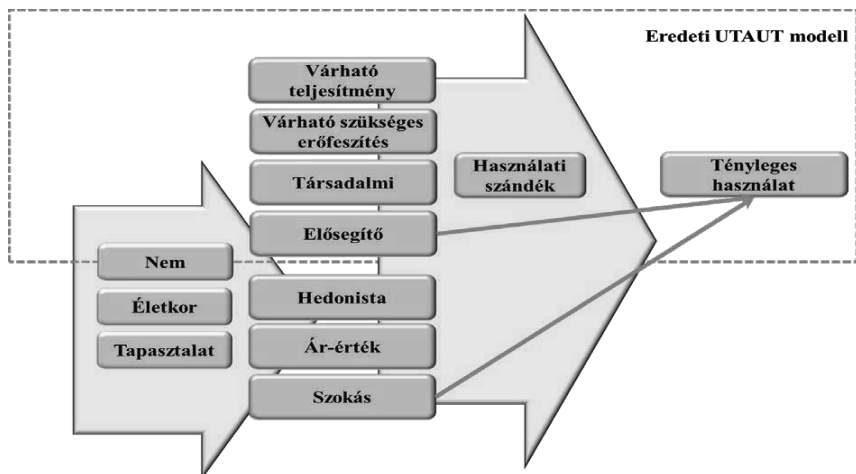 Eredeti UTAUT modell
Várható
teljesítmény
Várható szükséges
erőfeszítés
Társadalmi
Elősegítő
Hedonista
Ár-érték
Szokás
Nem
Életkor
Tapasztalat
Használati
szándék
Tényleges
használat